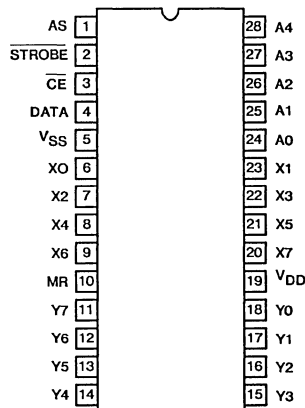 AS 1 28 A4
STROBE 2 27 A3
CE 3 26 A2
DATA 4 25 A1
VSS 5 24 A0
XO 6 23 X1
X2 7 22 X3
X4 8 21 X5
X6 9 20 X7
MR 10 19 VDD
Y7 11 18 Y0
Y6 12 17 Y1
Y5 13 16 Y2
Y4 14 15 Y3